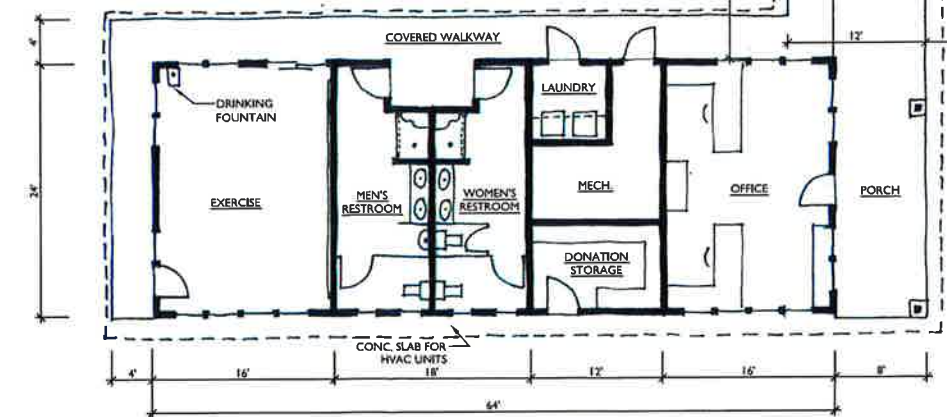 4'
COVERED WALKWAY
12'
DRINKING
FOUNTAIN
LAUNDRY
24'
EXERCISE
MEN'S
RESTROOM
WOMEN'S
RESTROOM
MECH.
OFFICE
PORCH
DONATION
STORAGE
CONC. SLAB FOR
HVAC UNITS
4'
16'
18'
12'
16'
8'
64'